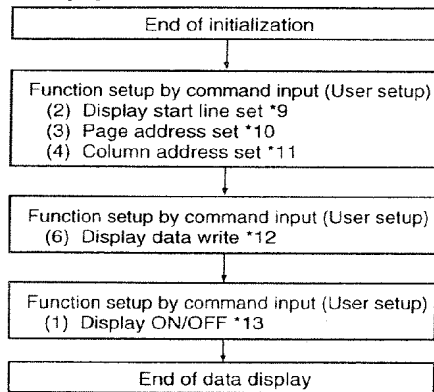 End of initialization
Function setup by command input (User setup)
(2) Display start line set *9
(3) Page address set *10
(4) Column address set *11
Function setup by command input (User setup)
(6) Display data write *12
Function setup by command input (User setup)
(1) Display ON/OFF *13
End of data display